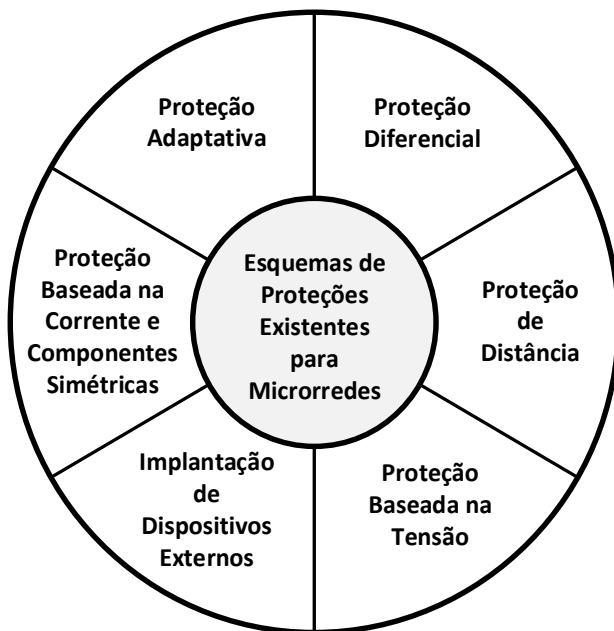 Proteção
Adaptativa
Proteção
Diferencial
Proteção
Baseada na
Corrente e
Componentes
Simétricas
Esquemas de
Proteções
Existentes
para
Microrredes
Proteção
de
Distância
Implantação
de
Dispositivos
Externos
Proteção
Baseada na
Tensão